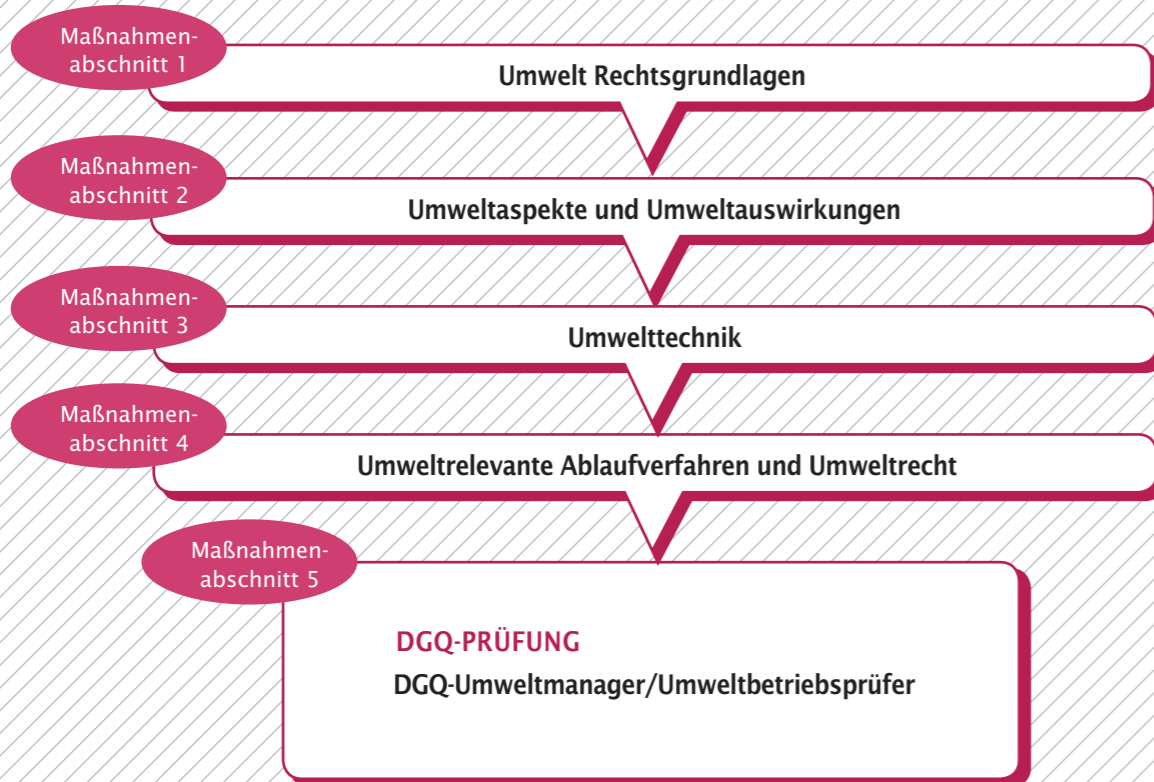 Maßnahmen-
abschnitt 1
Umwelt Rechtsgrundlagen
Maßnahmen-
abschnitt 2
Umweltaspekte und Umweltauswirkungen
Maßnahmen-
abschnitt 3
Umwelttechnik
Maßnahmen-
abschnitt 4
Umweltrelevante Ablaufverfahren und Umweltrecht
Maßnahmen-
abschnitt 5
DGQ-PRÜFUNG
DGQ-Umweltmanager/Umweltbetriebsprüfer